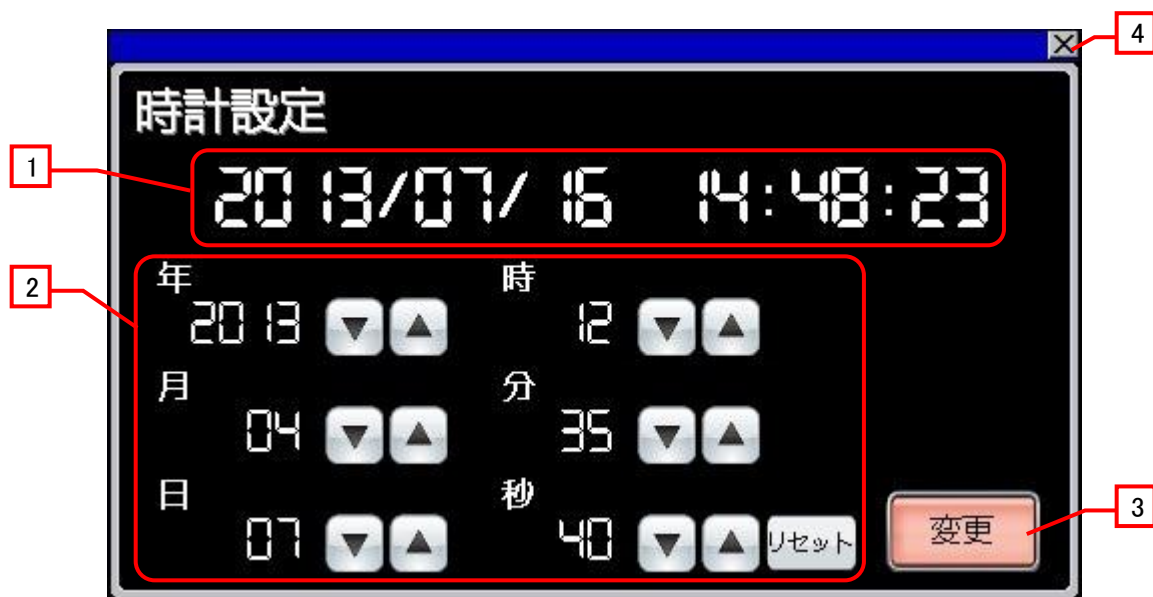 4
時計設定
1
2013/07/16 14:48:23
2
年 時
2013 ▼ ▲ 12 ▼ ▲
月 分
04 ▼ ▲ 35 ▼ ▲
日 秒
07 ▼ ▲ 40 ▼ ▲ リセット
変更
3